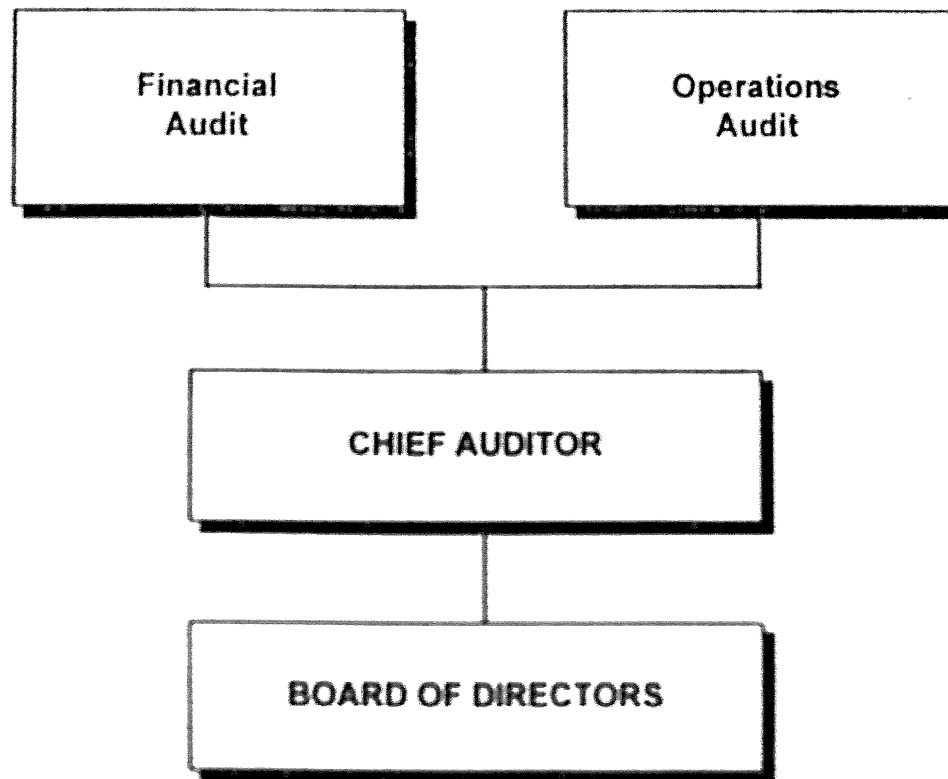 Financial
Audit
Operations
Audit
CHIEF AUDITOR
BOARD OF DIRECTORS